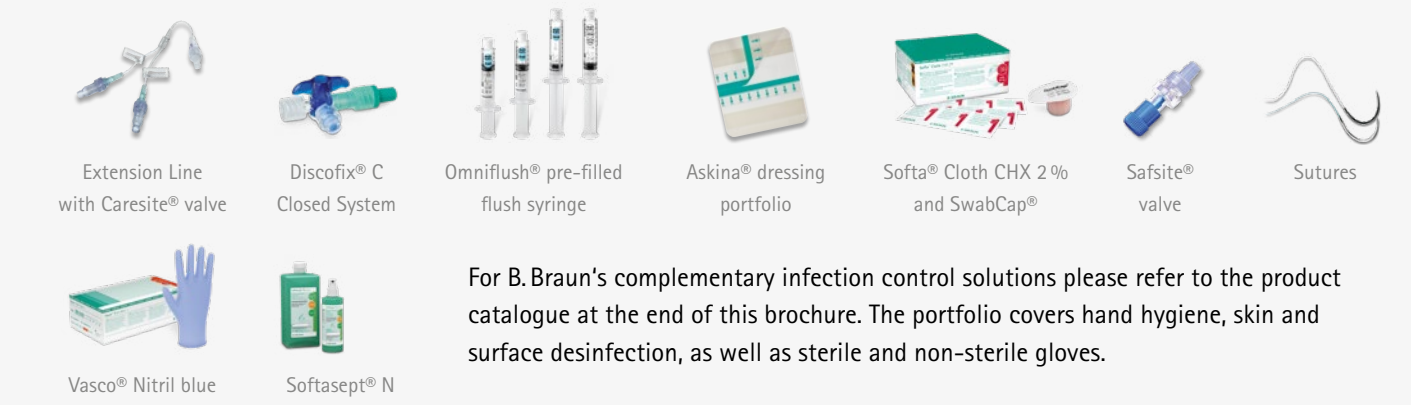 Extension Line
with Caresite® valve
Discofix® C
Closed System
Omniflush® pre-filled
flush syringe
Askina® dressing
portfolio
Softa® Cloth CHX 2 %
and SwabCap®
Safsite®
valve
Sutures
Vasco® Nitril blue
Softasept® N
For B. Braun‘s complementary infection control solutions please refer to the product
catalogue at the end of this brochure. The portfolio covers hand hygiene, skin and
surface desinfection, as well as sterile and non-sterile gloves.